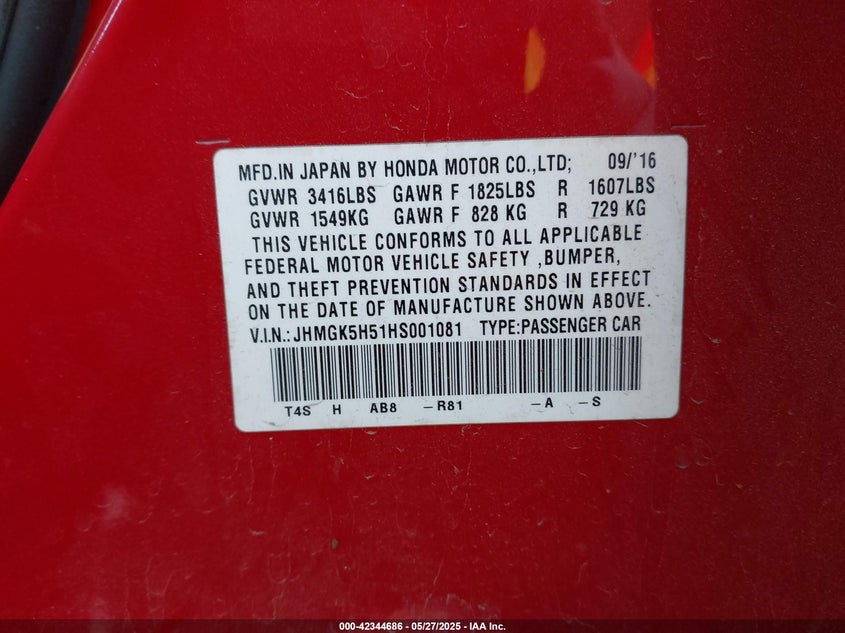 MFD.IN JAPAN BY HONDA MOTOR CO.,LTD; 09/'16
GVWR 3416LBS GAWR F 1825LBS R 1607LBS
GVWR 1549KG GAWR F 828 KG R 729 KG
THIS VEHICLE CONFORMS TO ALL APPLICABLE
FEDERAL MOTOR VEHICLE SAFETY ,BUMPER,
AND THEFT PREVENTION STANDARDS IN EFFECT
ON THE DATE OF MANUFACTURE SHOWN ABOVE.
V.I.N.:JHMGK5H51HS001081 TYPE:PASSENGER CAR
T4S H AB8 –R81 –A –S
000-42344686 - 05/27/2025 - IAA Inc.